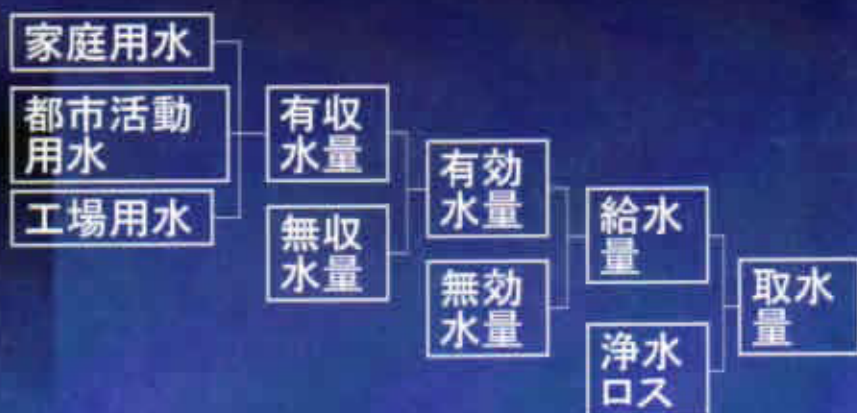 家庭用水
都市活動
用水
工場用水
有収
水量
無収
水量
有効
水量
無効
水量
給水
量
浄水
ロス
取水
量